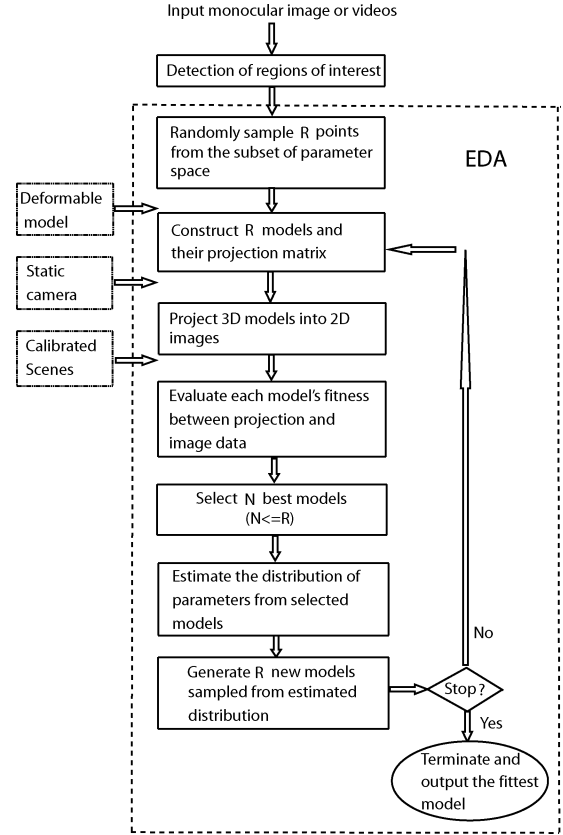 Input monocular image or videos
Detection of regions of interest
Randomly sample R points
from the subset of parameter
space
EDA
Deformable
model
Construct R models and
their projection matrix
Static
camera
Project 3D models into 2D
images
Calibrated
Scenes
Evaluate each model's fitness
between projection and
image data
Select N best models
(N<=R)
Estimate the distribution of
parameters from selected
models
No
Generate R new models
sampled from estimated
distribution
Stop?
Yes
Terminate and
output the fittest
model